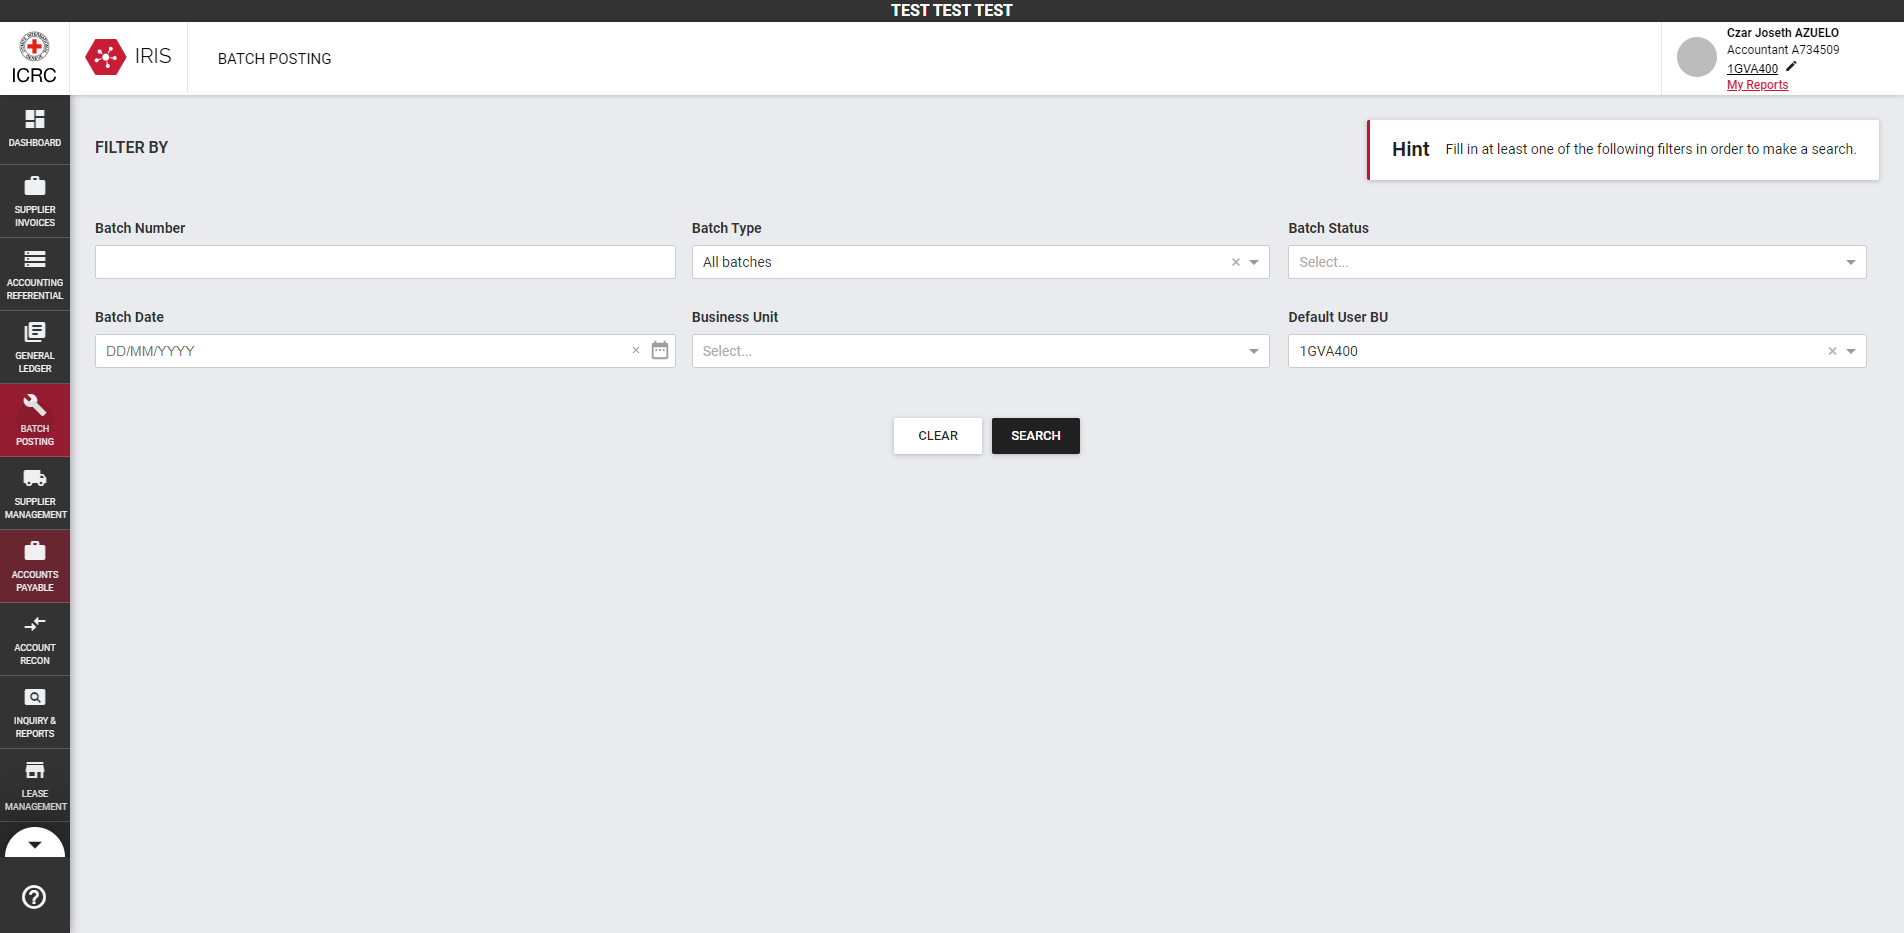 TEST TEST TEST
ICRC
IRIS
BATCH POSTING
Czar Joseth AZUELO
Accountant A734509
1GVA400
My Reports
DASHBOARD
SUPPLIER
INVOICES
ACCOUNTING
REFERENTIAL
GENERAL
LEDGER
BATCH
POSTING
SUPPLIER
MANAGEMENT
ACCOUNTS
PAYABLE
ACCOUNT
RECON
INQUIRY &
REPORTS
LEASE
MANAGEMENT
FILTER BY
Hint Fill in at least one of the following filters in order to make a search.
Batch Number
Batch Type
All batches
Batch Status
Select...
Batch Date
DD/MM/YYYY
Business Unit
Select...
Default User BU
1GVA400
CLEAR
SEARCH